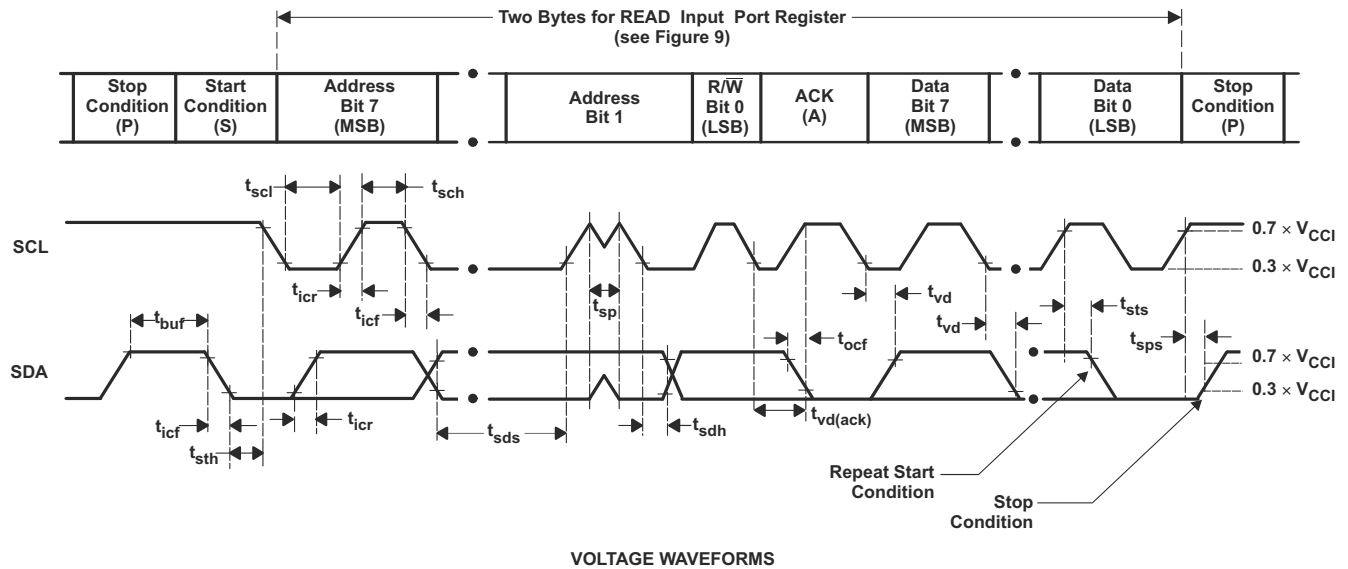 Two Bytes for READ Input Port Register
(see Figure 9)
Stop
Condition
(P)
Start
Condition
(S)
Address
Bit 7
(MSB)
Address
Bit 1
R/W̅
Bit 0
(LSB)
ACK
(A)
Data
Bit 7
(MSB)
Data
Bit 0
(LSB)
Stop
Condition
(P)
tscl
tsch
SCL
0.7 × VCCI
0.3 × VCCI
ticr
ticf
tbuf
tsp
tvd
tvd
tsts
tocf
tsps
SDA
0.7 × VCCI
0.3 × VCCI
ticf
ticr
tsth
tsds
tsdh
tvd(ack)
Repeat Start
Condition
Stop
Condition
VOLTAGE WAVEFORMS